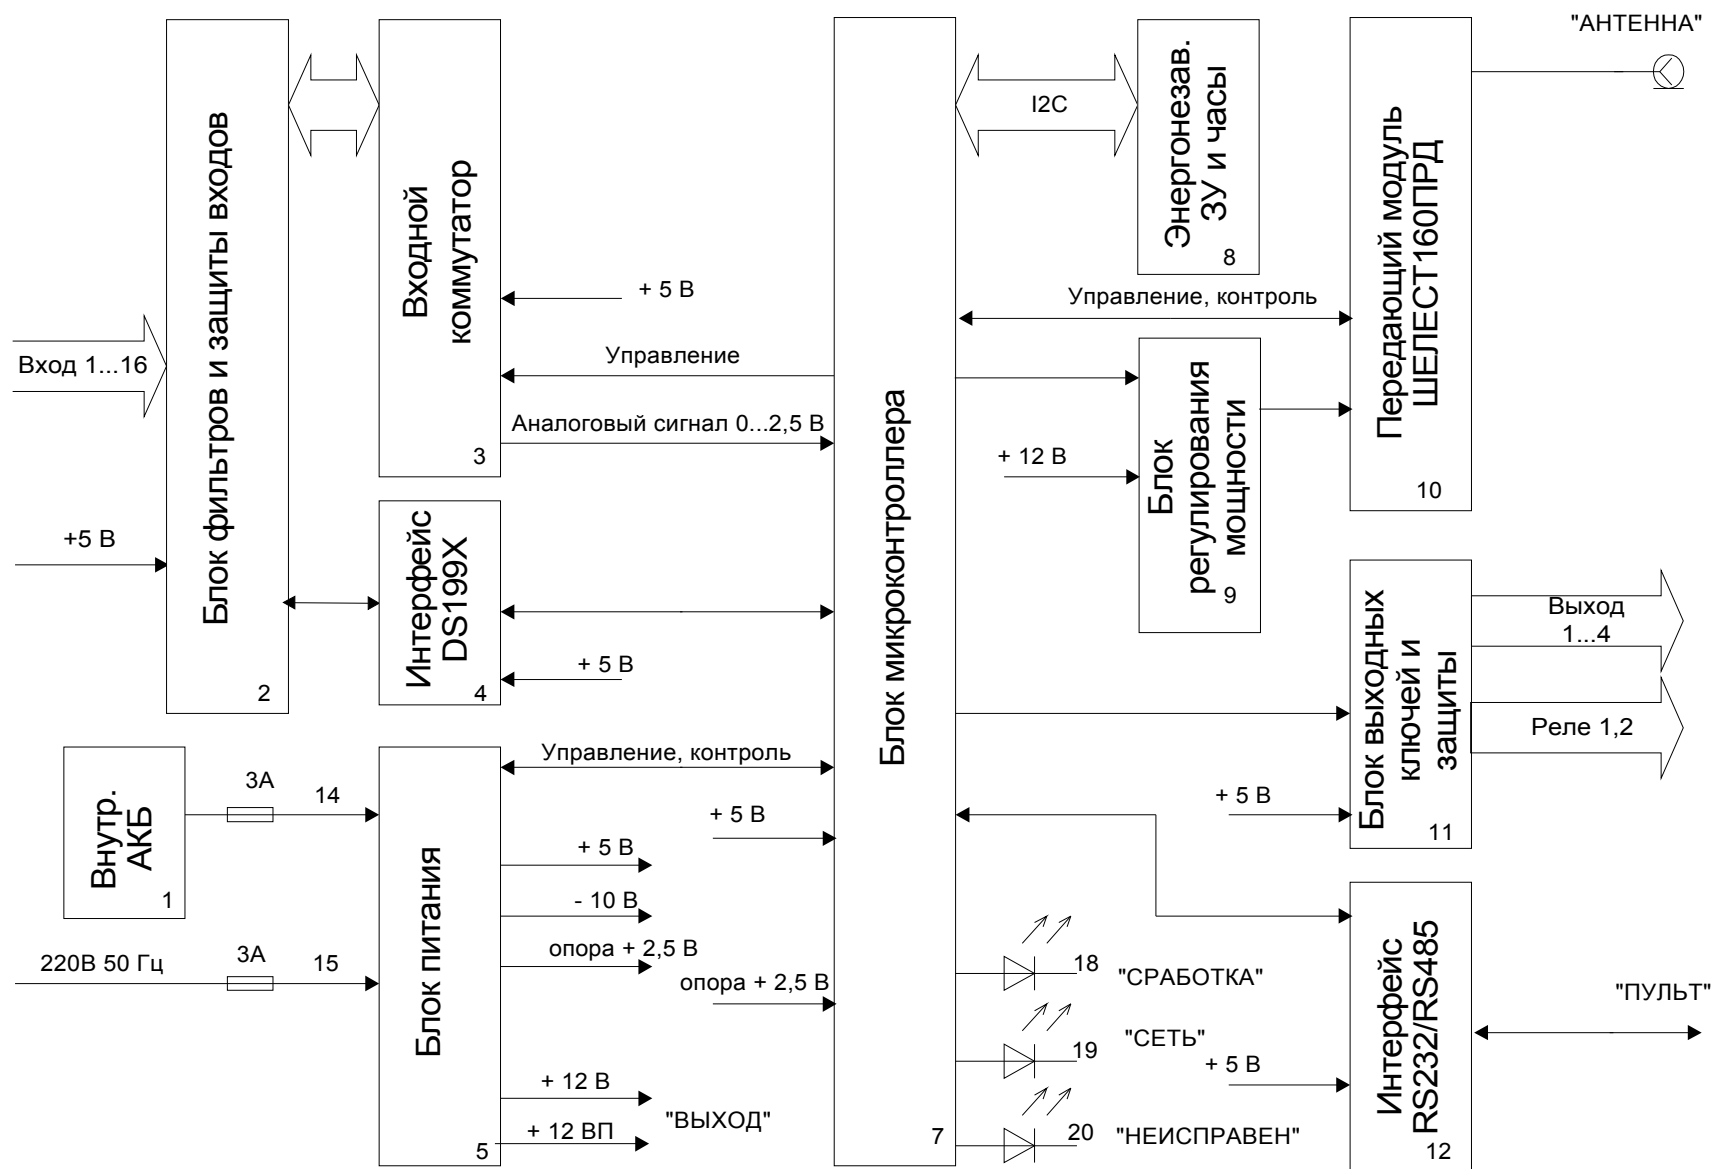 "АНТЕННА"
Блок фильтров и защиты входов
2
Входной
коммутатор
3
Блок микроконтроллера
7
I2C
Энергонезав.
ЗУ и часы
8
Передающий модуль
ШЕЛЕСТ160ПРД
10
+ 5 В
Управление, контроль
Вход 1...16
Управление
Аналоговый сигнал 0...2,5 В
+ 12 В
Блок
регулирования
мощности
9
+5 В
Интерфейс
DS199X
4
+ 5 В
Блок выходных
ключей и
защиты
11
Выход
1...4
Реле 1,2
+ 5 В
Внутр.
АКБ
1
3А
14
Управление, контроль
+ 5 В
Блок питания
5
+ 5 В
- 10 В
опора + 2,5 В
опора + 2,5 В
220В 50 Гц
3А
15
18
"СРАБОТКА"
19
"СЕТЬ"
20
"НЕИСПРАВЕН"
+ 5 В
Интерфейс
RS232/RS485
12
"ПУЛЬТ"
+ 12 В
+ 12 ВП
"ВЫХОД"